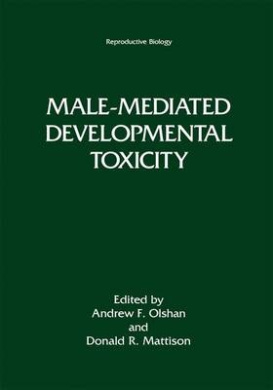 Reproductive Biology
MALE-MEDIATED
DEVELOPMENTAL
TOXICITY
Edited by
Andrew F. Olshan
and
Donald R. Mattison